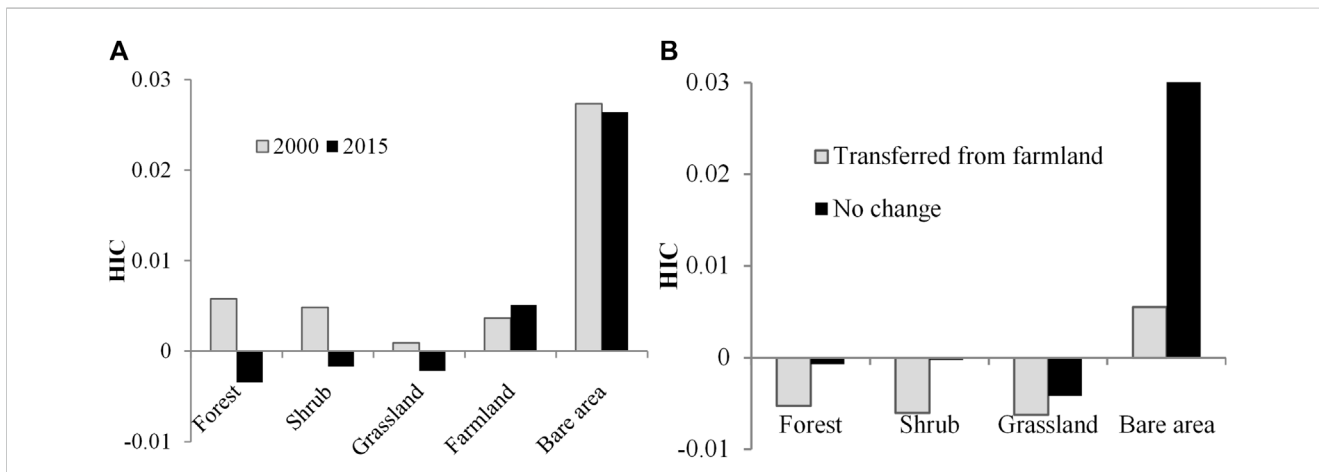 A
0.03
0.02
0.01
0
-0.01
HIC
2000 2015
Forest
Shrub
Grassland
Farmland
Bare area
B
0.03
0.02
0.01
0
-0.01
HIC
Transferred from farmland
No change
Forest Shrub Grassland Bare area